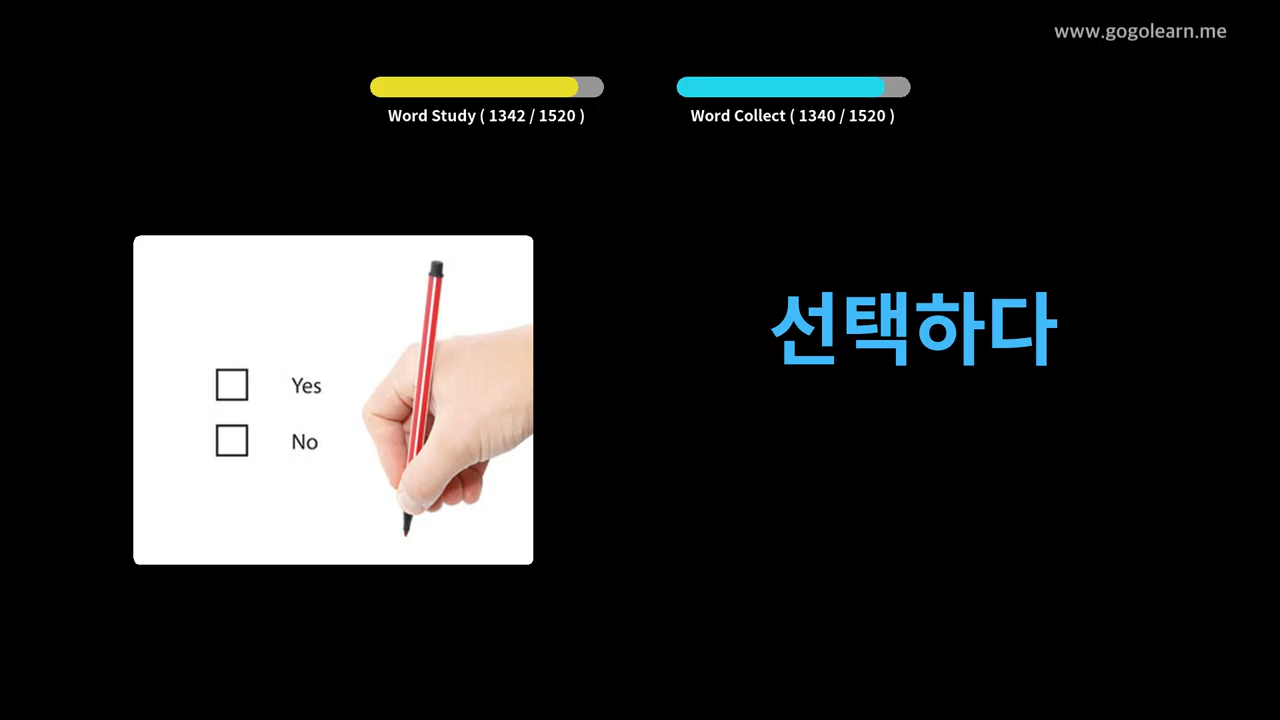 www.gogolearn.me
Word Study ( 1342 / 1520 )
Word Collect ( 1340 / 1520 )
Yes
No
선택하다